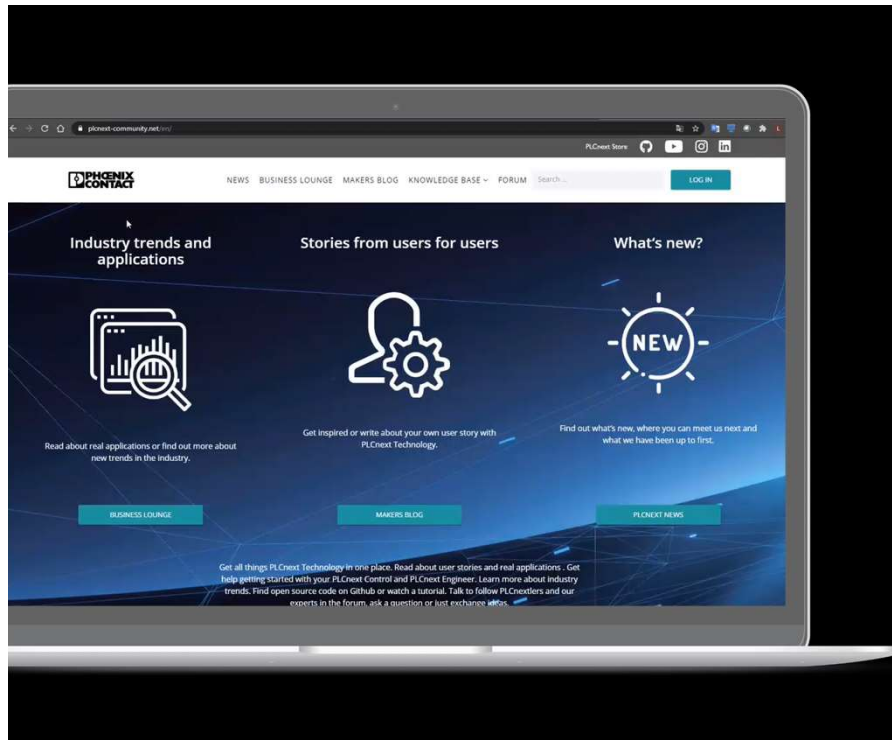 plcnext-community.net/en/
PLCnext Store
in
PHŒNIX
CONTACT
NEWS BUSINESS LOUNGE MAKERS BLOG KNOWLEDGE BASE FORUM Search ... LOG IN
Industry trends and
applications
Stories from users for users
What's new?
NEW
Read about real applications or find out more about
new trends in the industry.
Get inspired or write about your own user story with
PLCnext Technology.
Find out what's new, where you can meet us next and
what we have been up to first.
BUSINESS LOUNGE
MAKERS BLOG
PLCNEXT NEWS
Get all things PLCnext Technology in one place. Read about user stories and real applications . Get
help getting started with your PLCnext Control and PLCnext Engineer. Learn more about industry
trends. Find open source code on Github or watch a tutorial. Talk to follow PLCnextlers and our
experts in the forum, ask a question or just exchange ideas.